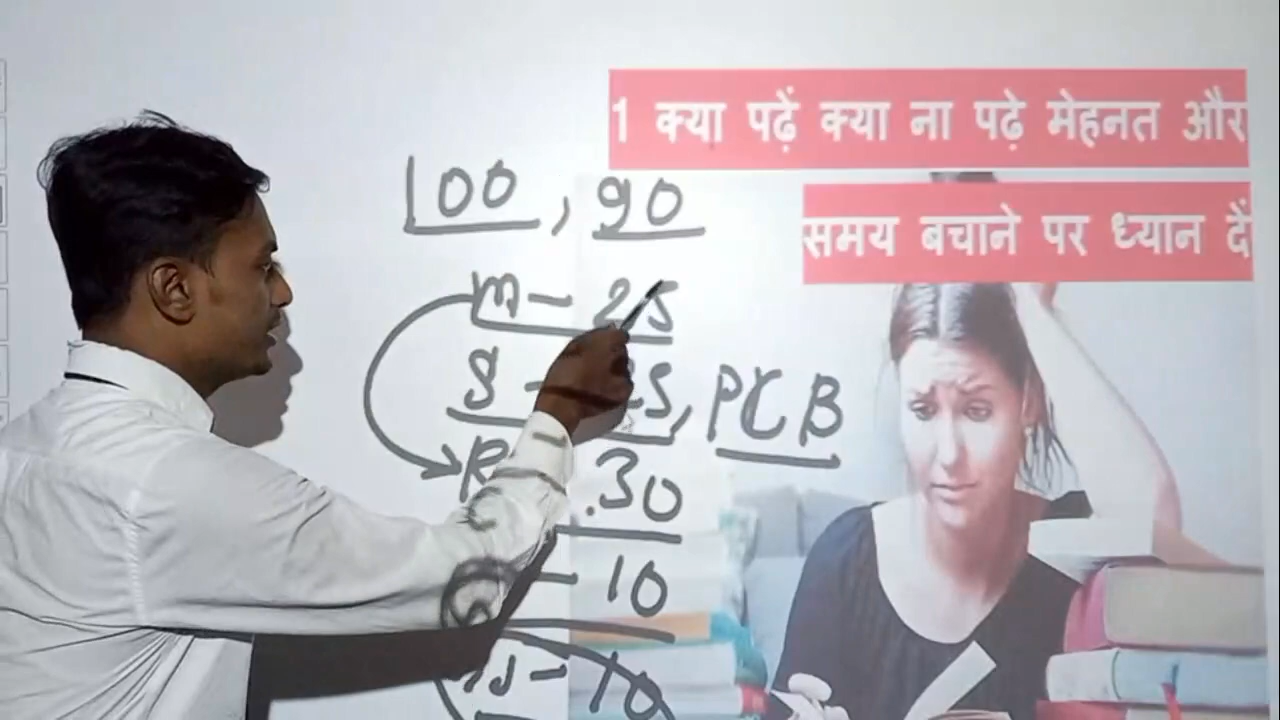 1 क्या पढ़ें क्या ना पढ़े मेहनत और
समय बचाने पर ध्यान दें
100, 90
M - 25
S - 25, PCB
R 30
- 10
- 10